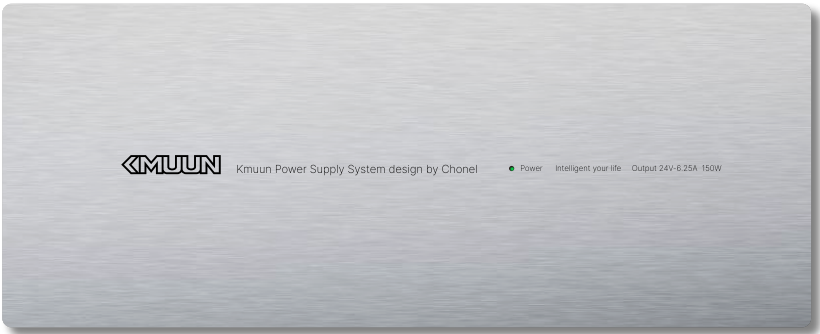 KMUUN Kmuun Power Supply System design by Chonel Power Intelligent your life Output 24V-6.25A 150W